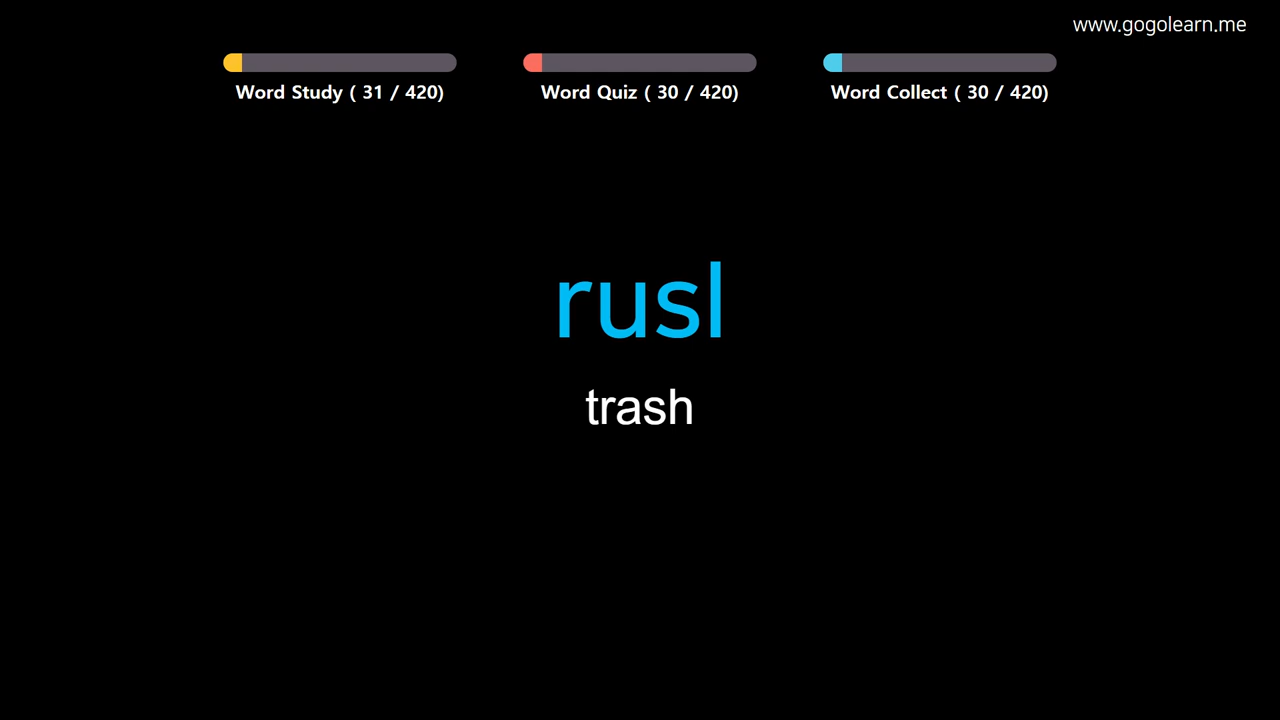 www.gogolearn.me
Word Study ( 31 / 420)
Word Quiz ( 30 / 420)
Word Collect ( 30 / 420)
rusl
trash